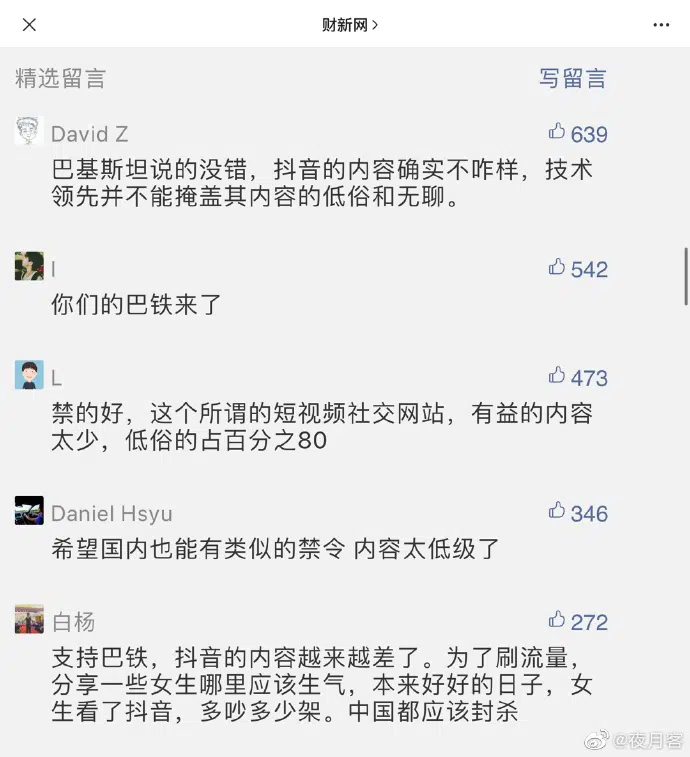 财新网
精选留言 写留言
David Z 639
巴基斯坦说的没错，抖音的内容确实不咋样，技术
领先并不能掩盖其内容的低俗和无聊。
I 542
你们的巴铁来了
L 473
禁的好，这个所谓的短视频社交网站，有益的内容
太少，低俗的占百分之80
Daniel Hsyu 346
希望国内也能有类似的禁令 内容太低级了
白杨 272
支持巴铁，抖音的内容越来越差了。为了刷流量，
分享一些女生哪里应该生气，本来好好的日子，女
生看了抖音，多吵多少架。中国都应该封杀
@夜月客